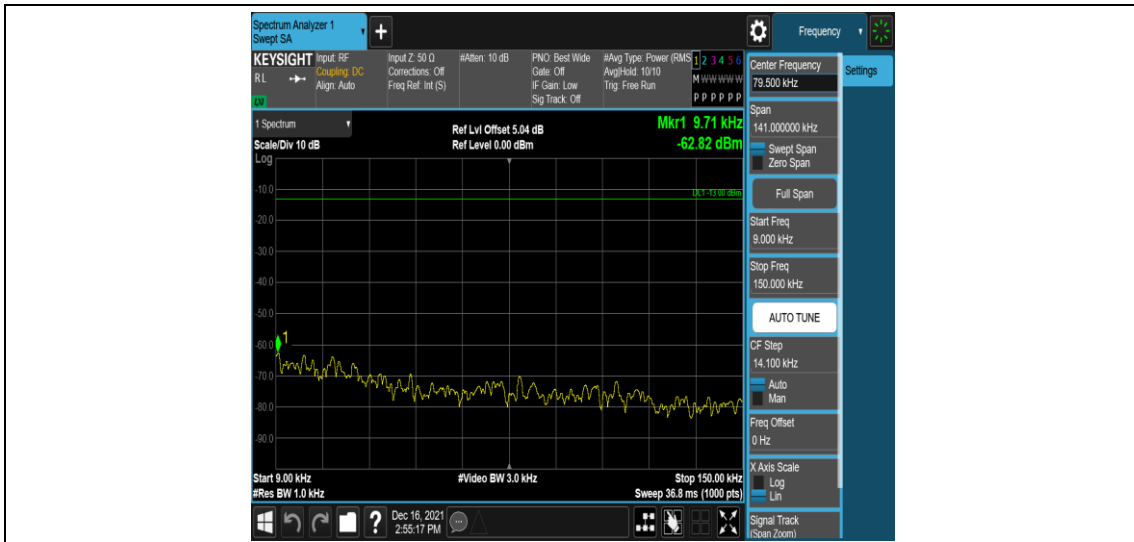 Spectrum Analyzer 1
Swept SA
+
Frequency
KEYSIGHT
RL
LXI
Input: RF
Coupling: DC
Align: Auto
Input Z: 50 Ω
Corrections: Off
Freq Ref: Int (S)
#Atten: 10 dB
PNO: Best Wide
Gate: Off
IF Gain: Low
Sig Track: Off
#Avg Type: Power (RMS
Avg|Hold: 10/10
Trig: Free Run
1 2 3 4 5 6
M W W W W W
P P P P P P
1 Spectrum
Scale/Div 10 dB
Log
Ref Lvl Offset 5.04 dB
Ref Level 0.00 dBm
Mkr1 9.71 kHz
-62.82 dBm
DL1 -13.00 dBm
-10.0
-20.0
-30.0
-40.0
-50.0
-60.0
-70.0
-80.0
-90.0
1
Start 9.00 kHz
#Res BW 1.0 kHz
#Video BW 3.0 kHz
Stop 150.00 kHz
Sweep 36.8 ms (1000 pts)
Center Frequency
79.500 kHz
Settings
Span
141.000000 kHz
Swept Span
Zero Span
Full Span
Start Freq
9.000 kHz
Stop Freq
150.000 kHz
AUTO TUNE
CF Step
14.100 kHz
Auto
Man
Freq Offset
0 Hz
X Axis Scale
Log
Lin
Signal Track
(Span Zoom)
?
Dec 16, 2021
2:55:17 PM